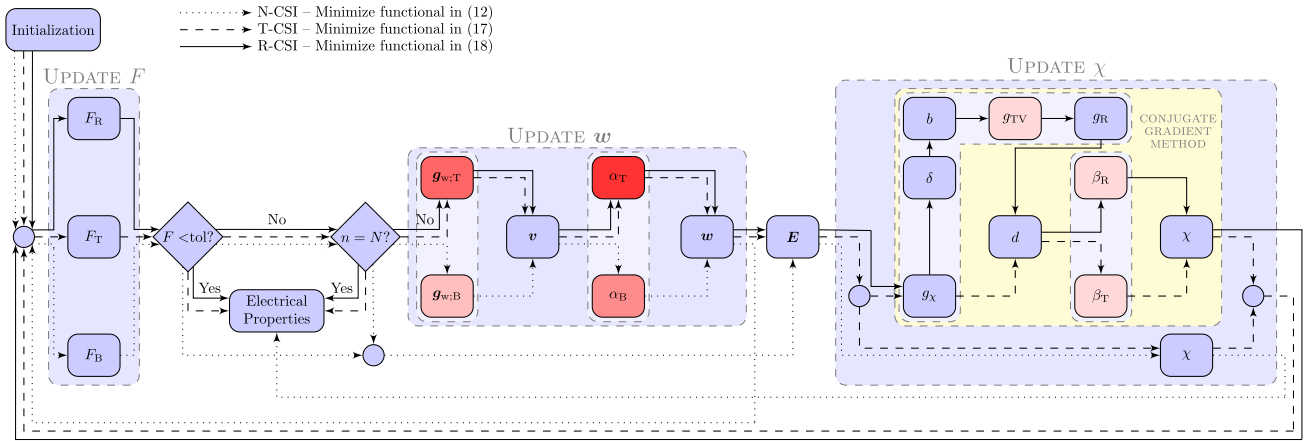 Initialization
N-CSI – Minimize functional in (12)
T-CSI – Minimize functional in (17)
R-CSI – Minimize functional in (18)
UPDATE F
F_R
F_T
F_B
F <tol?
No
Yes
n = N?
No
Yes
Electrical
Properties
UPDATE w
g_w;T
g_w;B
v
α_T
α_B
w
E
UPDATE χ
CONJUGATE
GRADIENT
METHOD
b
g_TV
g_R
δ
g_χ
d
β_R
β_T
χ
χ